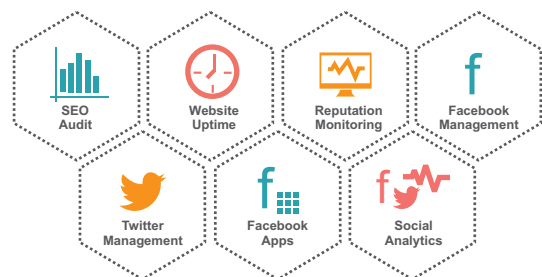 SEO
Audit
Website
Uptime
Reputation
Monitoring
Facebook
Management
Twitter
Management
Facebook
Apps
Social
Analytics